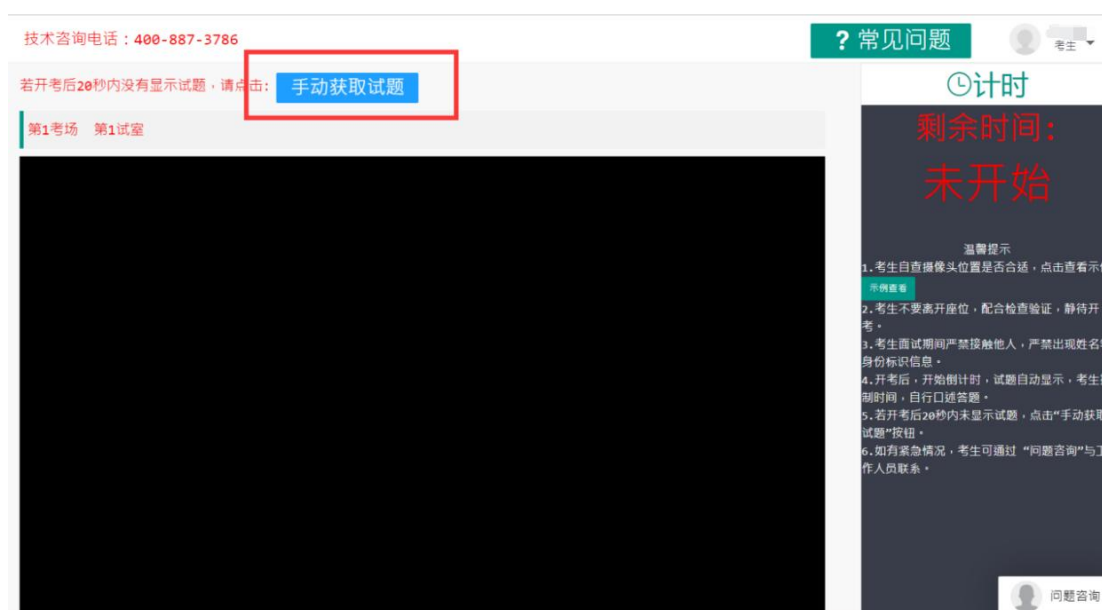 技术咨询电话：400-887-3786
?常见问题
考生
若开考后20秒内没有显示试题，请点击：
手动获取试题
计时
第1考场 第1试室
剩余时间：
未开始
温馨提示
1.考生自查摄像头位置是否合适，点击查看示
示例查看
2.考生不要离开座位，配合检查验证，静待开
考。
3.考生面试期间严禁接触他人，严禁出现姓名
身份标识信息。
4.开考后，开始倒计时，试题自动显示，考生
制时间，自行口述答题。
5.若开考后20秒内未显示试题，点击“手动获取
试题”按钮。
6.如有紧急情况，考生可通过 “问题咨询”与工
作人员联系。
问题咨询